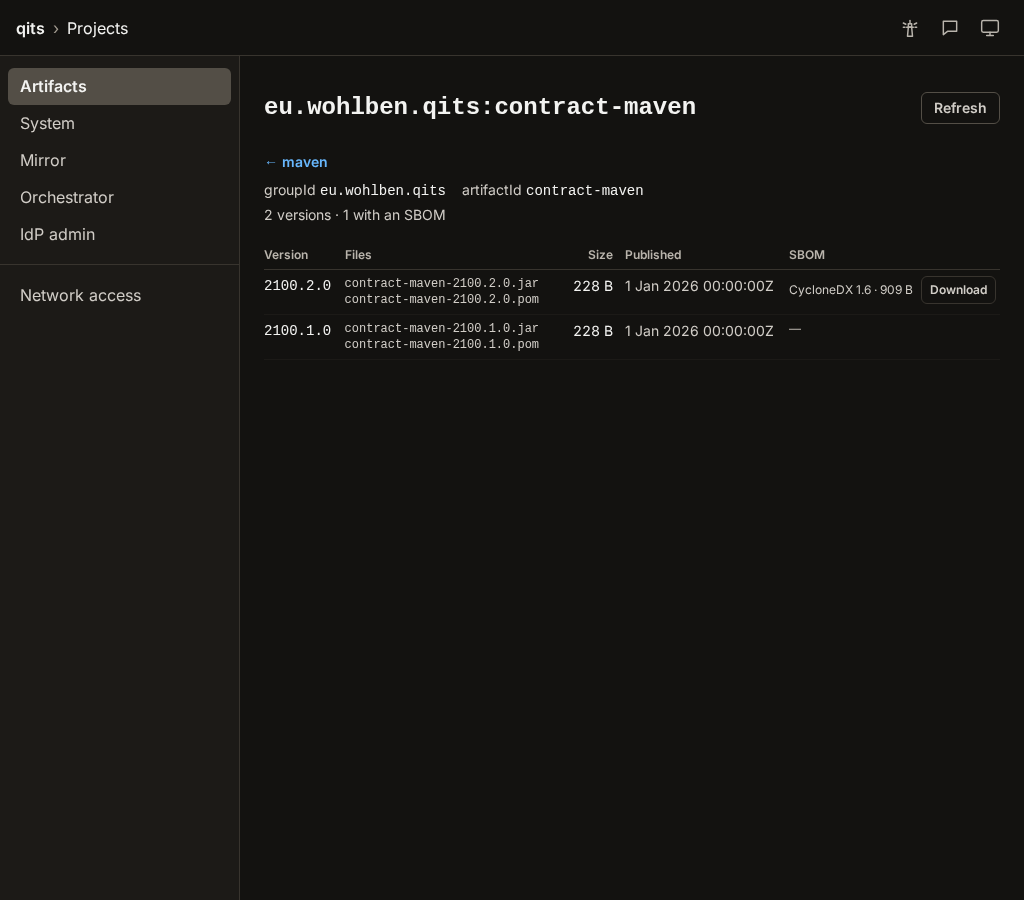 qits › Projects
Artifacts
System
Mirror
Orchestrator
IdP admin
Network access
eu.wohlben.qits:contract-maven
Refresh
← maven
groupId eu.wohlben.qits artifactId contract-maven
2 versions · 1 with an SBOM
Version Files Size Published SBOM
2100.2.0 contract-maven-2100.2.0.jar 228 B 1 Jan 2026 00:00:00Z CycloneDX 1.6 · 909 B Download
contract-maven-2100.2.0.pom
2100.1.0 contract-maven-2100.1.0.jar 228 B 1 Jan 2026 00:00:00Z —
contract-maven-2100.1.0.pom